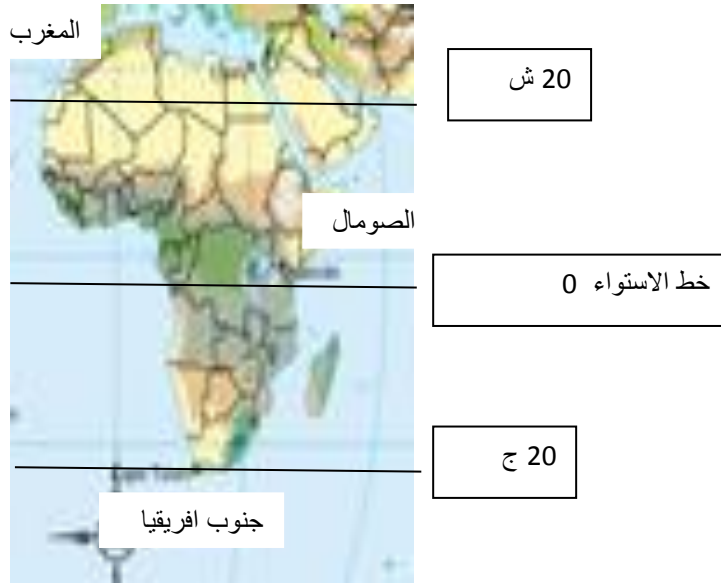 المغرب
20 ش
الصومال
خط الاستواء 0
20 ج
جنوب افريقيا